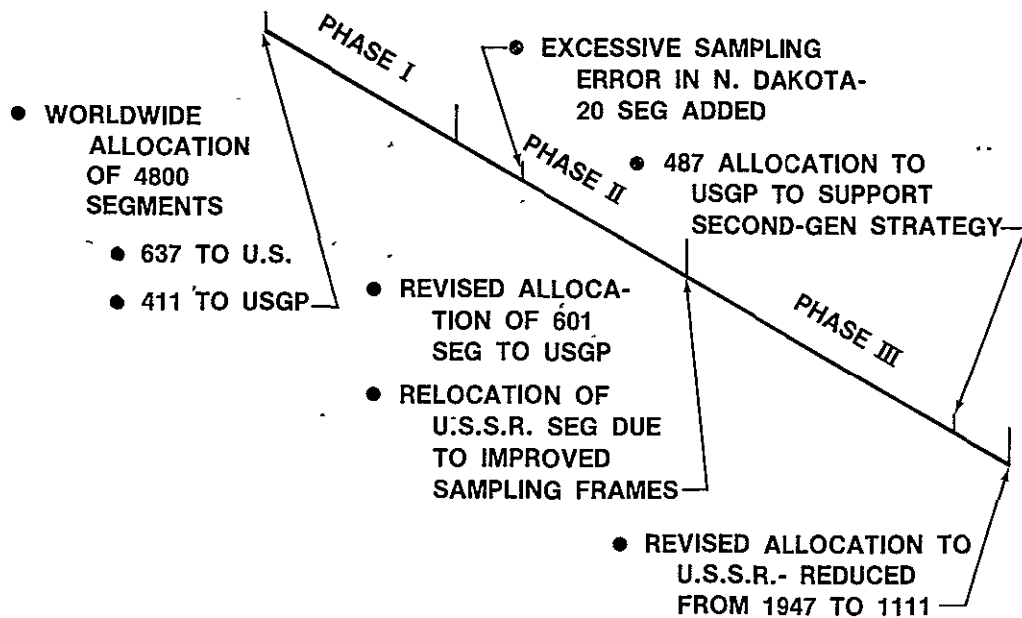 PHASE I
● EXCESSIVE SAMPLING
ERROR IN N. DAKOTA-
20 SEG ADDED
● WORLDWIDE
ALLOCATION
OF 4800
SEGMENTS
● 637 TO U.S.
● 411 TO USGP
PHASE II
● 487 ALLOCATION TO
USGP TO SUPPORT
SECOND-GEN STRATEGY
● REVISED ALLOCA-
TION OF 601
SEG TO USGP
● RELOCATION OF
U.S.S.R. SEG DUE
TO IMPROVED
SAMPLING FRAMES
PHASE III
● REVISED ALLOCATION TO
U.S.S.R.- REDUCED
FROM 1947 TO 1111